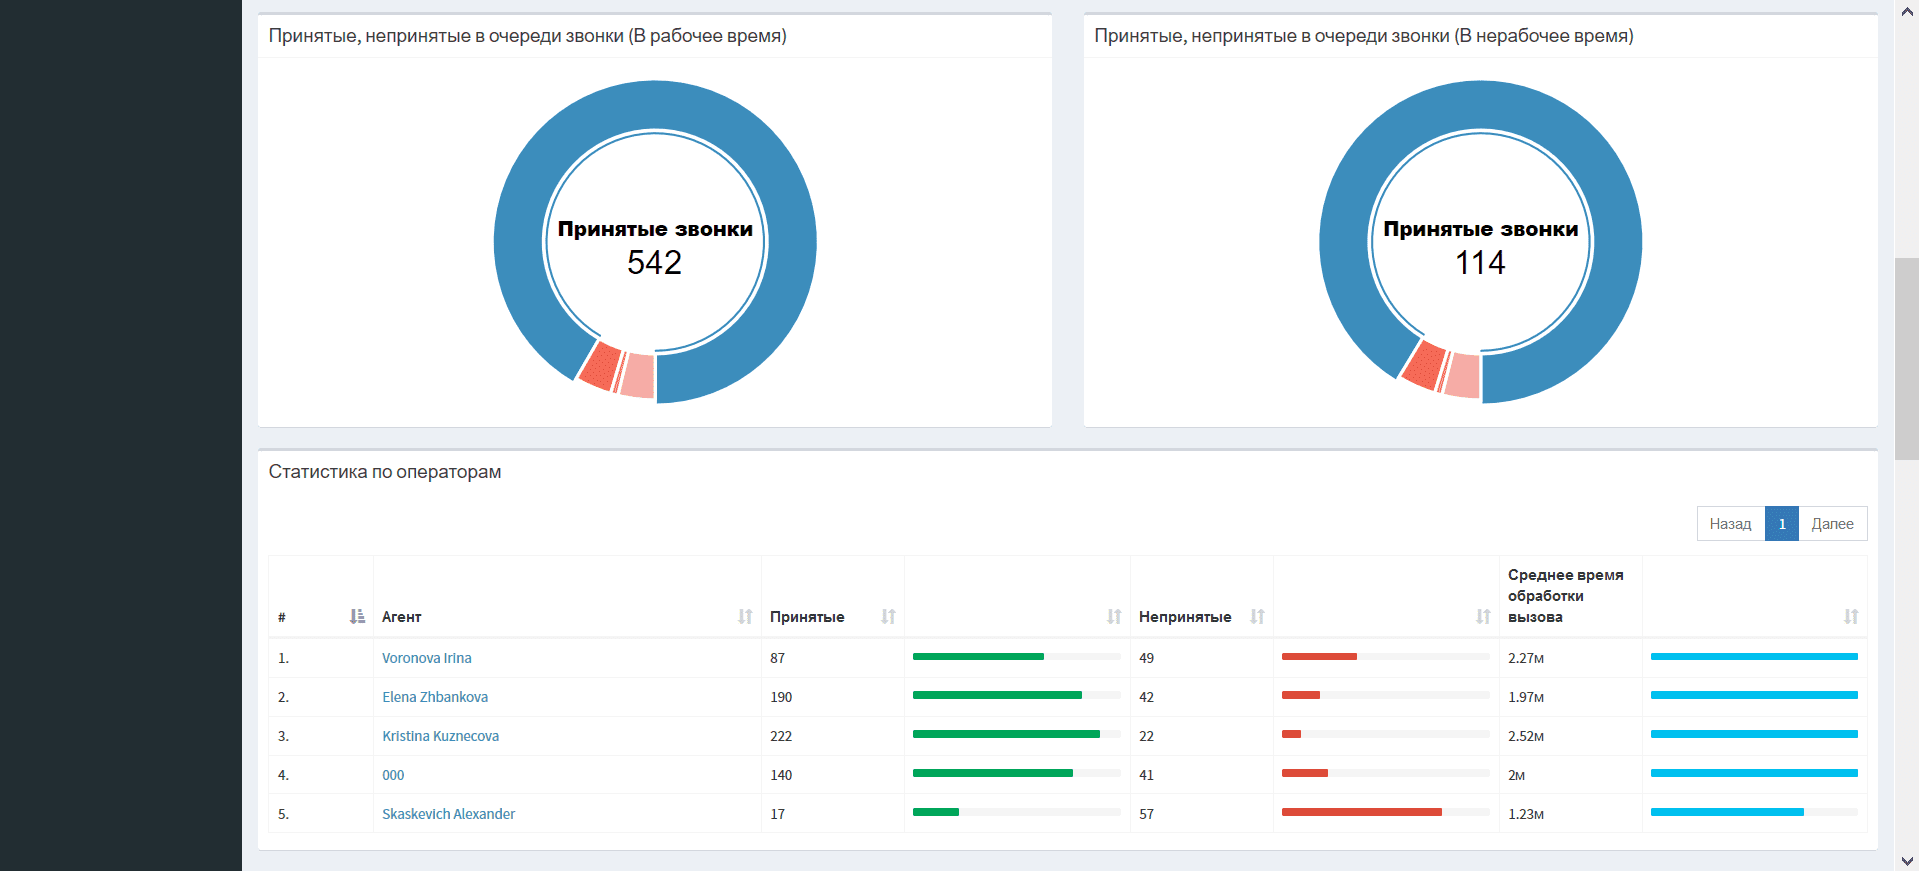 Принятые, непринятые в очереди звонки (В рабочее время)
Принятые звонки
542
Принятые, непринятые в очереди звонки (В нерабочее время)
Принятые звонки
114
Статистика по операторам
Назад 1 Далее
# Агент Принятые Непринятые Среднее время обработки вызова
1. Voronova Irina 87 49 2.27м
2. Elena Zhbankova 190 42 1.97м
3. Kristina Kuznecova 222 22 2.52м
4. 000 140 41 2м
5. Skaskevich Alexander 17 57 1.23м